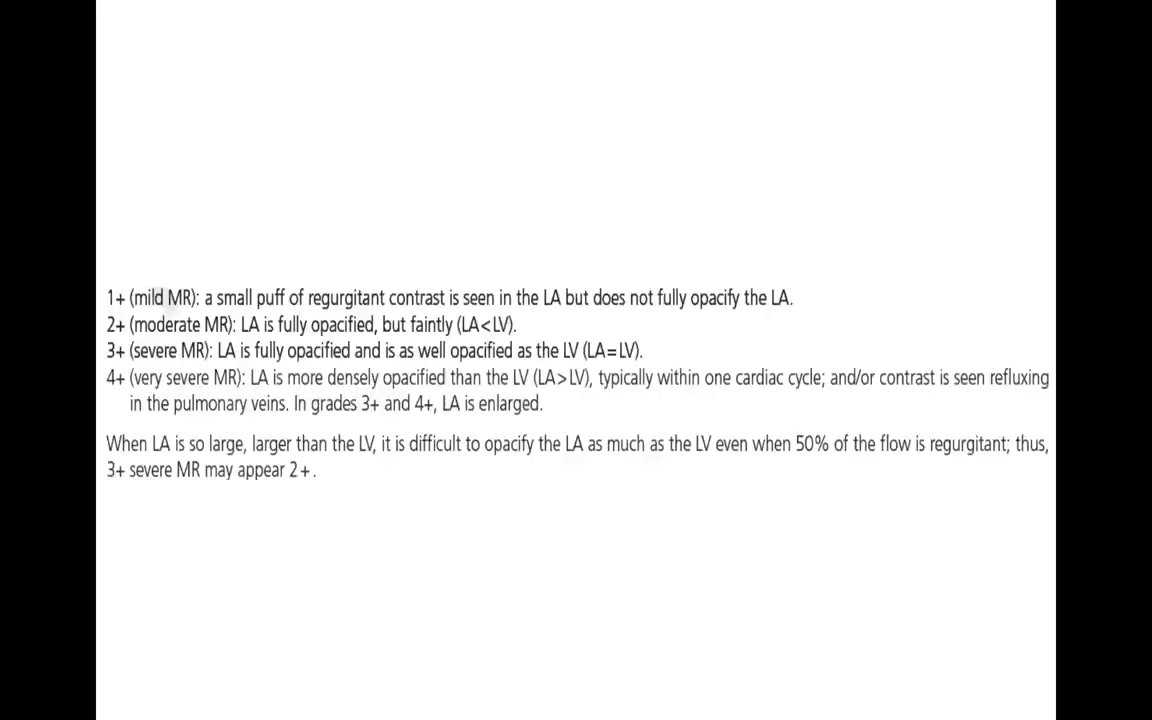 1+ (mild MR): a small puff of regurgitant contrast is seen in the LA but does not fully opacify the LA.
2+ (moderate MR): LA is fully opacified, but faintly (LA<LV).
3+ (severe MR): LA is fully opacified and is as well opacified as the LV (LA=LV).
4+ (very severe MR): LA is more densely opacified than the LV (LA>LV), typically within one cardiac cycle; and/or contrast is seen refluxing
in the pulmonary veins. In grades 3+ and 4+, LA is enlarged.
When LA is so large, larger than the LV, it is difficult to opacify the LA as much as the LV even when 50% of the flow is regurgitant; thus,
3+ severe MR may appear 2+.